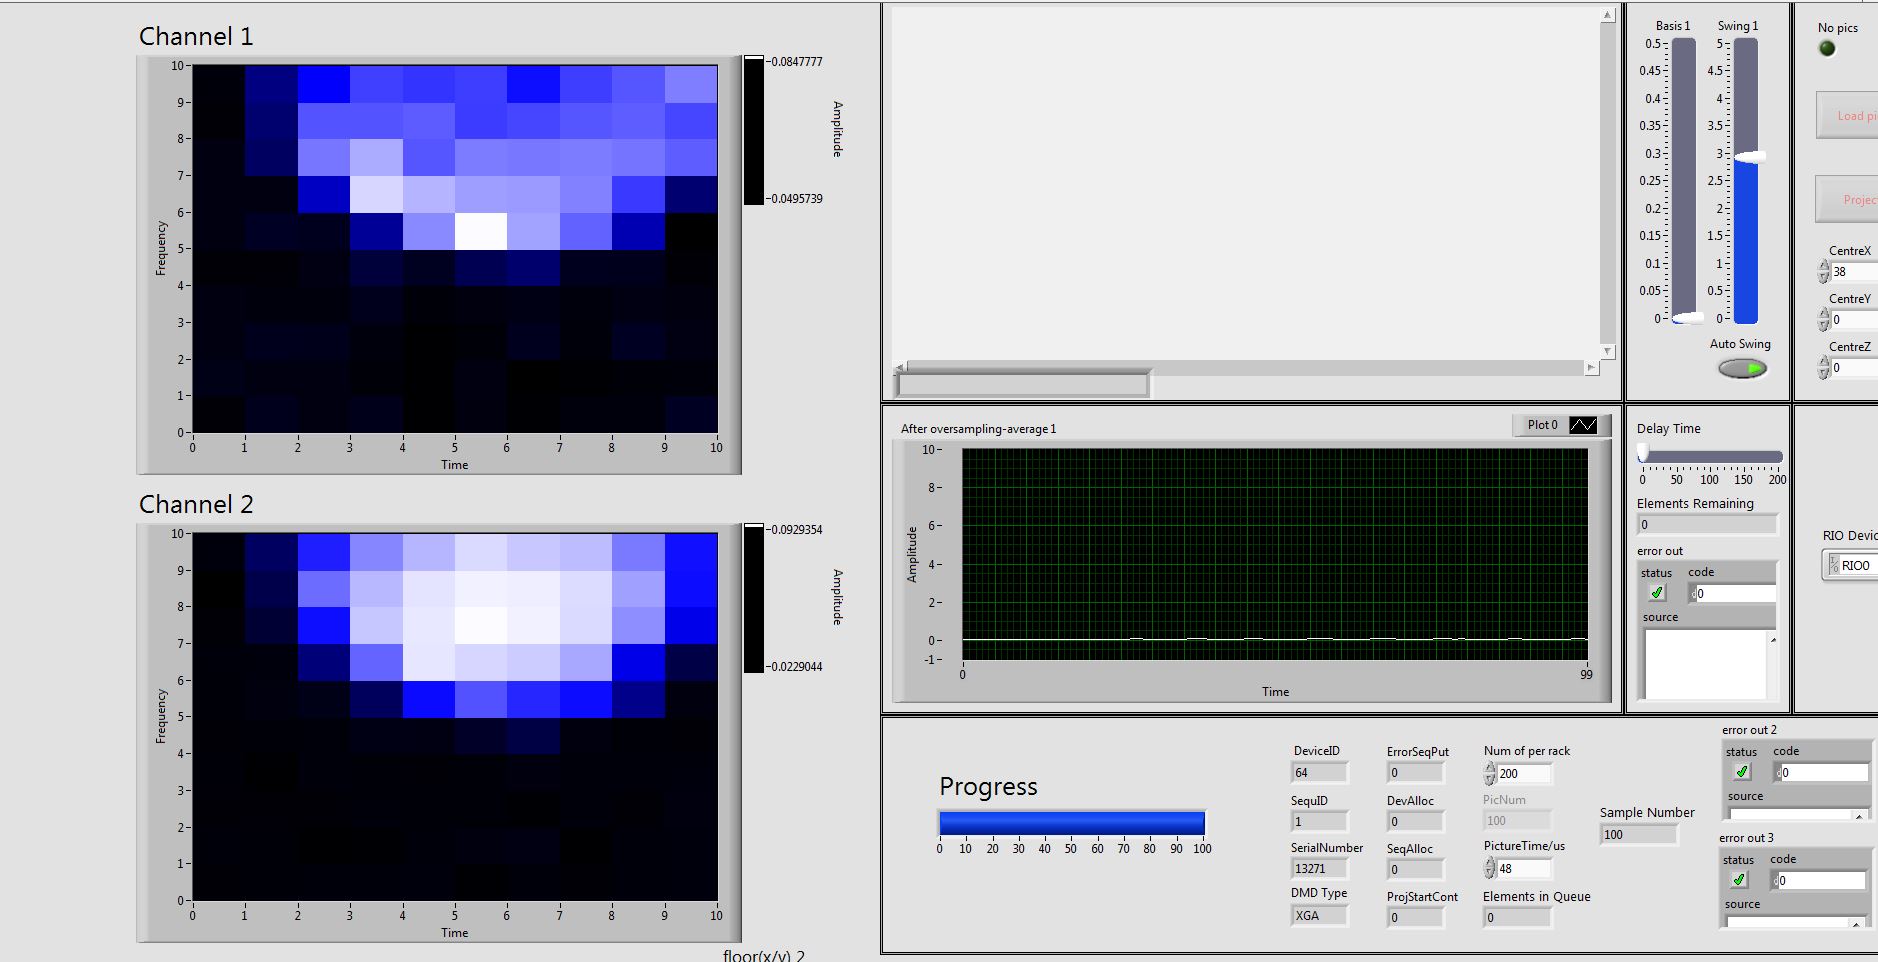 Channel 1
10
9
8
7
6
5
4
3
2
1
0
Frequency
0 1 2 3 4 5 6 7 8 9 10
Time
-0.0847777
-0.0495739
Amplitude
Channel 2
10
9
8
7
6
5
4
3
2
1
0
Frequency
0 1 2 3 4 5 6 7 8 9 10
Time
-0.0929354
-0.0229044
Amplitude
floor(x/y) 2
Basis 1
0.5
0.45
0.4
0.35
0.3
0.25
0.2
0.15
0.1
0.05
0
Swing 1
5
4.5
4
3.5
3
2.5
2
1.5
1
0.5
0
Auto Swing
No pics
Load pi
Projec
CentreX
38
CentreY
0
CentreZ
0
After oversampling-average 1
Plot 0
10
8
6
4
2
0
-1
Amplitude
0 99
Time
Delay Time
0 50 100 150 200
Elements Remaining
0
error out
status code
0
source
RIO Devic
RIO0
Progress
0 10 20 30 40 50 60 70 80 90 100
DeviceID
64
SequID
1
SerialNumber
13271
DMD Type
XGA
ErrorSeqPut
0
DevAlloc
0
SeqAlloc
0
ProjStartCont
0
Num of per rack
200
PicNum
100
PictureTime/us
48
Elements in Queue
0
Sample Number
100
error out 2
status code
0
source
error out 3
status code
0
source